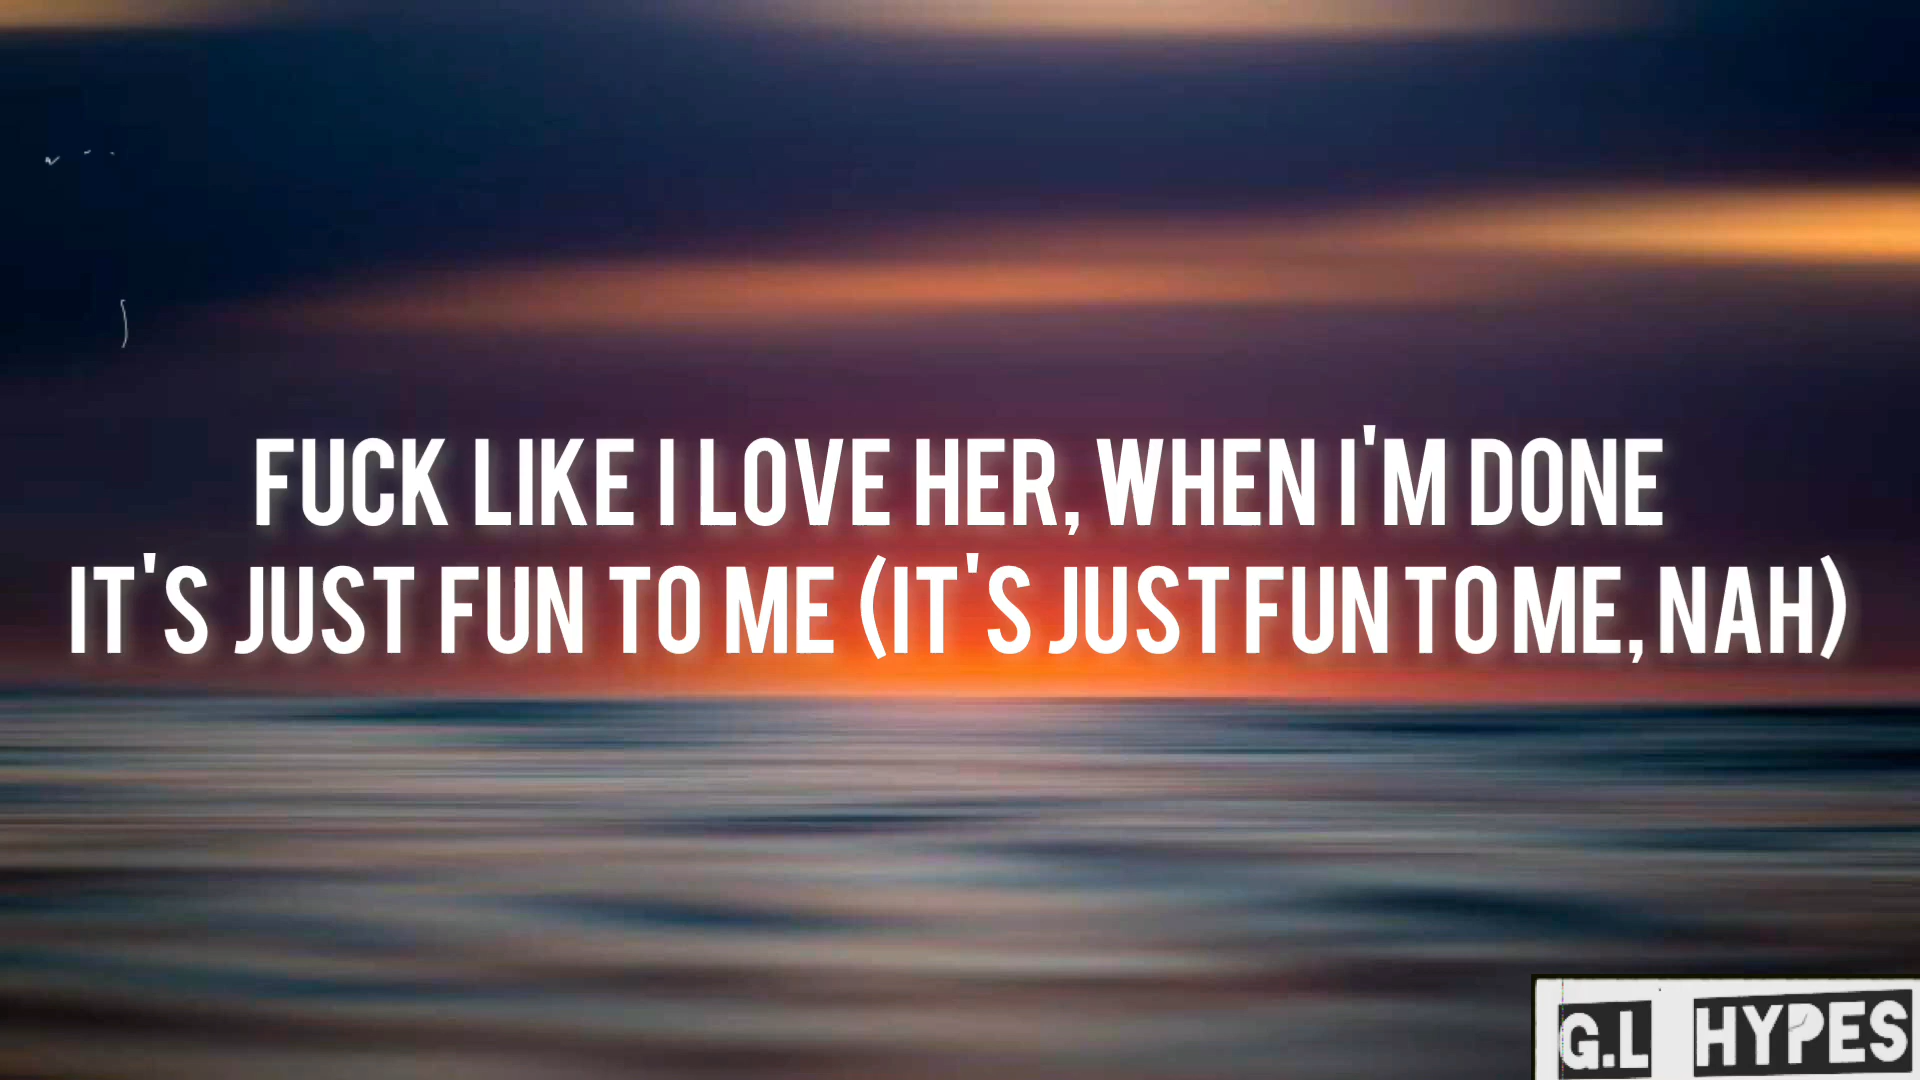 FUCK LIKE I LOVE HER, WHEN I'M DONE
IT'S JUST FUN TO ME (IT'S JUST FUN TO ME, NAH)
G.L HYPES